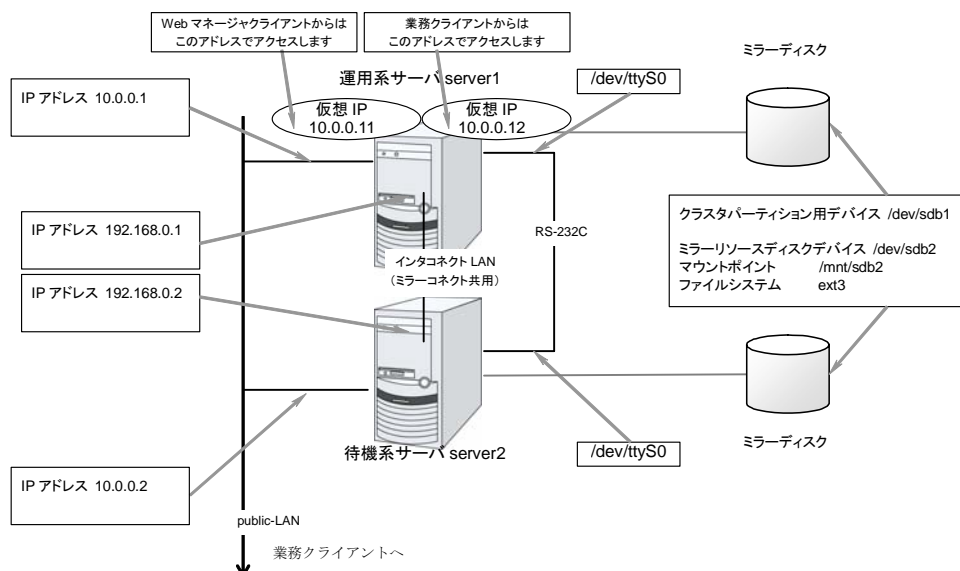 Web マネージャクライアントからは
このアドレスでアクセスします
業務クライアントからは
このアドレスでアクセスします
ミラーディスク
運用系サーバ server1
/dev/ttyS0
IP アドレス 10.0.0.1
仮想 IP
10.0.0.11
仮想 IP
10.0.0.12
クラスタパーティション用デバイス /dev/sdb1
ミラーリソースディスクデバイス /dev/sdb2
マウントポイント /mnt/sdb2
ファイルシステム ext3
IP アドレス 192.168.0.1
RS-232C
インタコネクト LAN
(ミラーコネクト共用)
IP アドレス 192.168.0.2
ミラーディスク
待機系サーバ server2
/dev/ttyS0
IP アドレス 10.0.0.2
public-LAN
業務クライアントへ